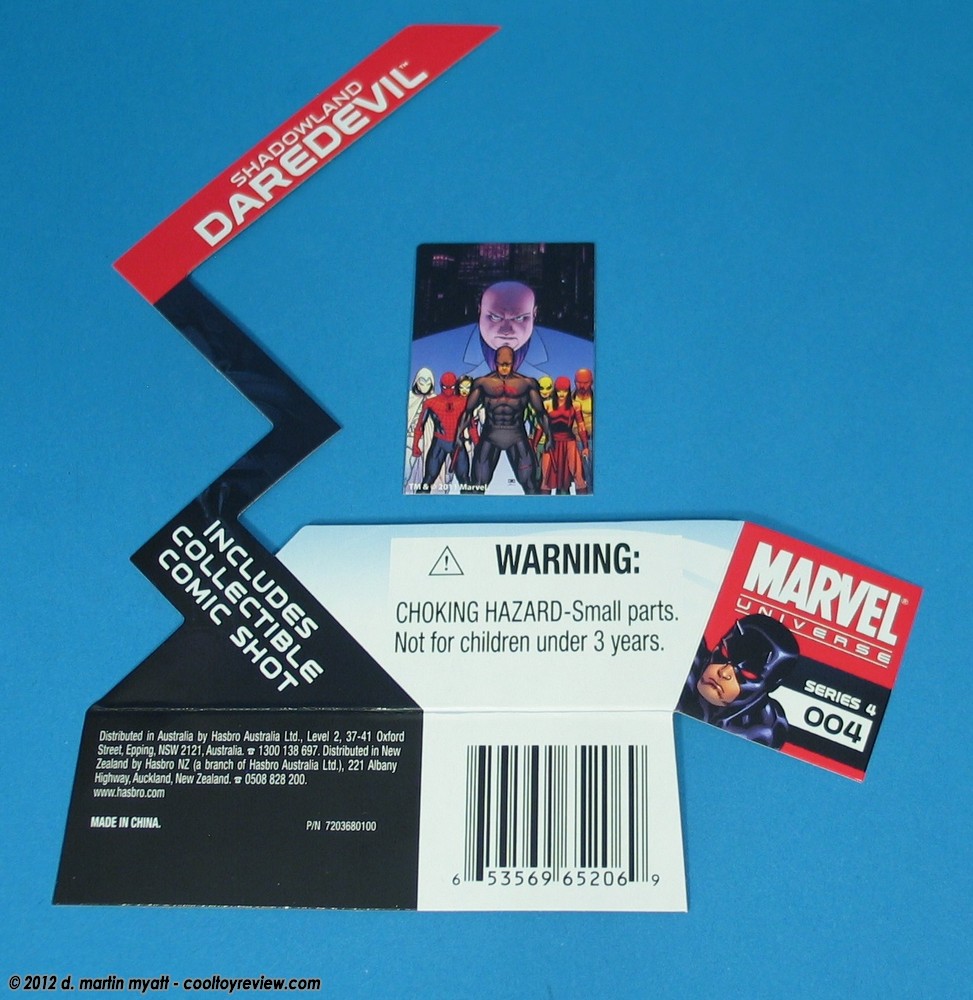 SHADOWLAND
DAREDEVIL™
TM & © 2011 Marvel
INCLUDES
COLLECTIBLE
COMIC SHOT
WARNING:
CHOKING HAZARD-Small parts.
Not for children under 3 years.
MARVEL®
UNIVERSE
SERIES 4
004
Distributed in Australia by Hasbro Australia Ltd., Level 2, 37-41 Oxford
Street, Epping, NSW 2121, Australia. ☎ 1300 138 697. Distributed in New
Zealand by Hasbro NZ (a branch of Hasbro Australia Ltd.), 221 Albany
Highway, Auckland, New Zealand. ☎ 0508 828 200.
www.hasbro.com
MADE IN CHINA.
P/N 7203680100
6 53569 65206 9
© 2012 d. martin myatt - cooltoyreview.com